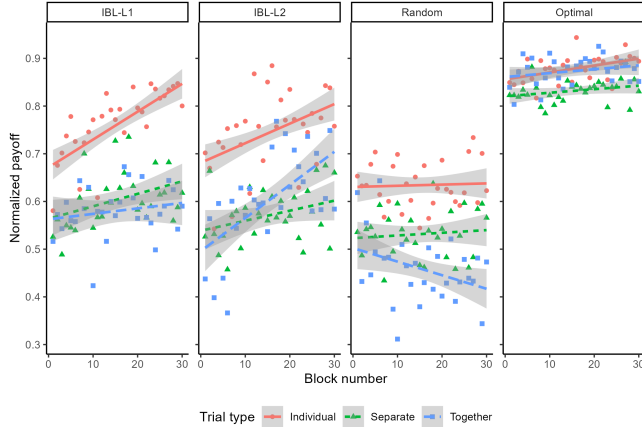 IBL-L1 IBL-L2 Random Optimal
Normalized payoff
0.9
0.8
0.7
0.6
0.5
0.4
0.3
0 10 20 30 0 10 20 30 0 10 20 30 0 10 20 30
Block number
Trial type Individual Separate Together